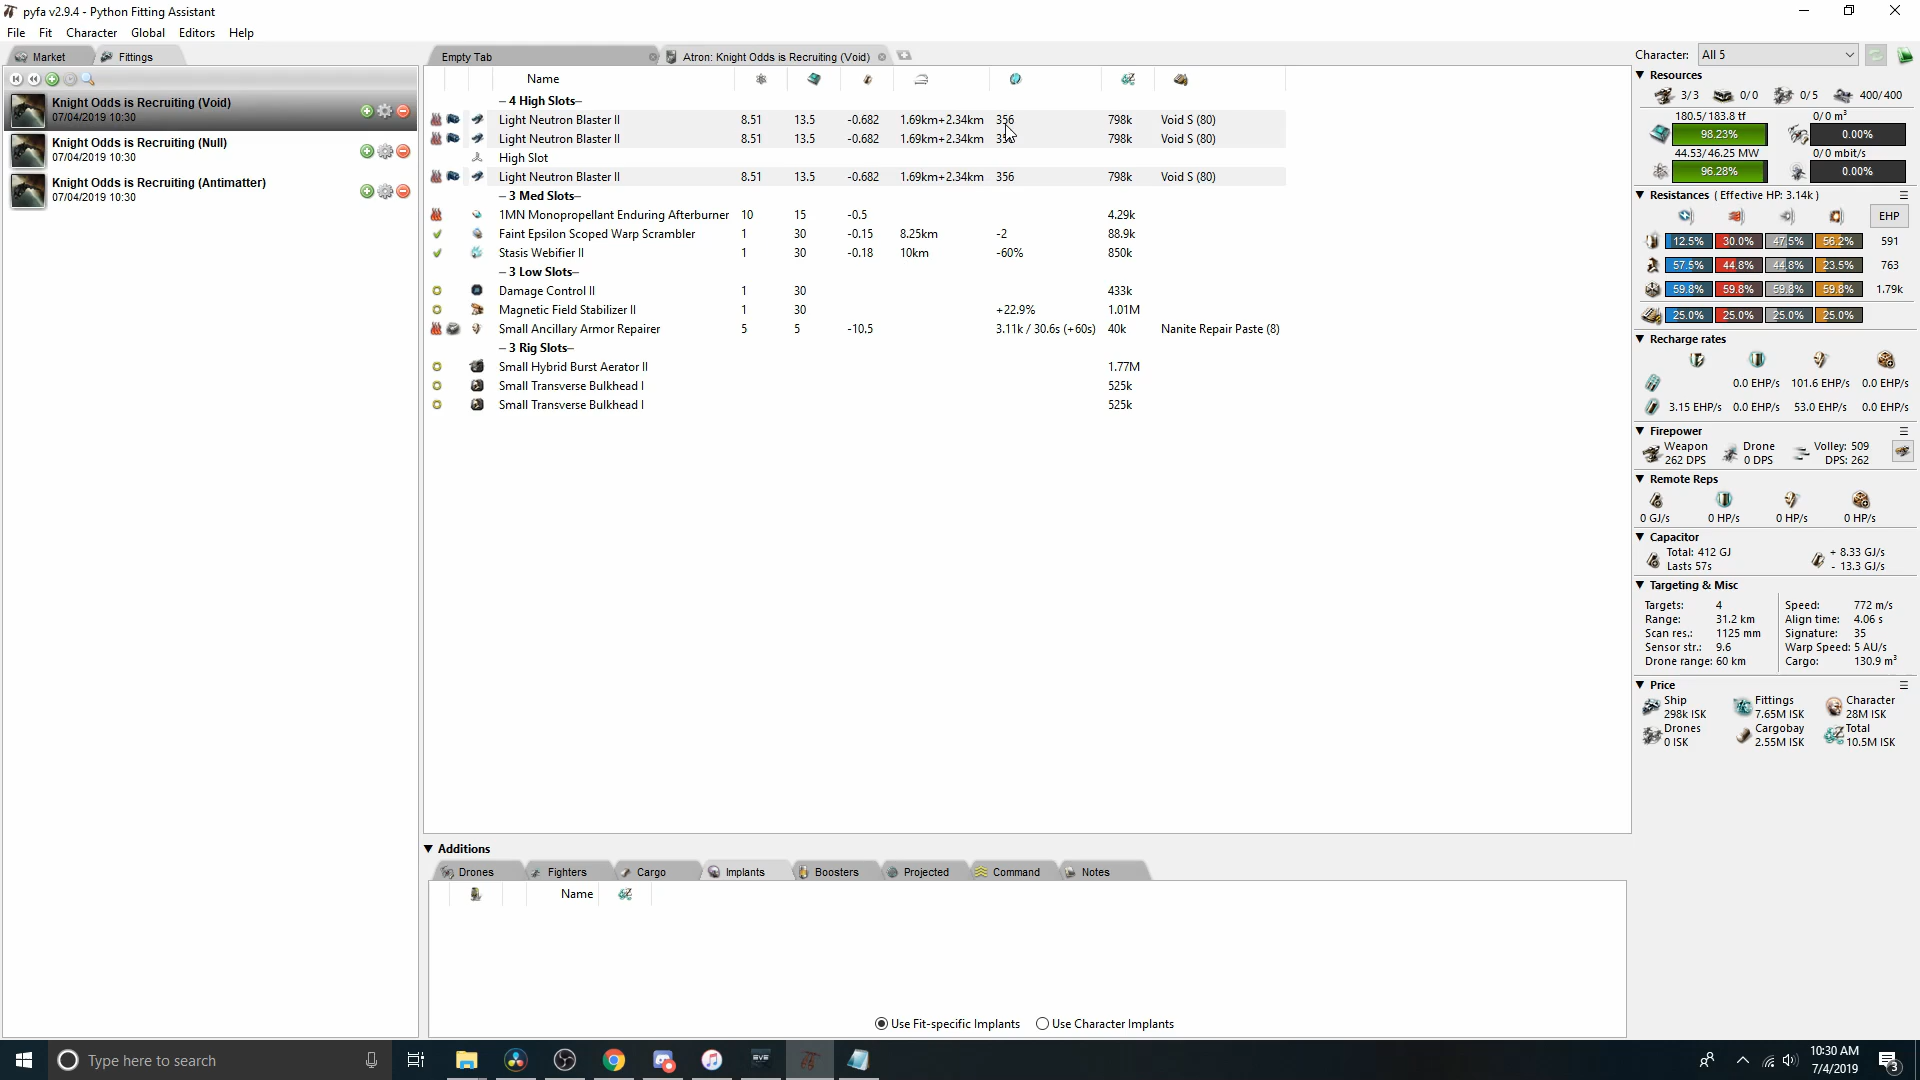 pyfa v2.9.4 - Python Fitting Assistant
File Fit Character Global Editors Help
Market Fittings
Knight Odds is Recruiting (Void)
07/04/2019 10:30
Knight Odds is Recruiting (Null)
07/04/2019 10:30
Knight Odds is Recruiting (Antimatter)
07/04/2019 10:30
Empty Tab Atron: Knight Odds is Recruiting (Void)
Name
– 4 High Slots–
Light Neutron Blaster II 8.51 13.5 -0.682 1.69km+2.34km 356 798k Void S (80)
Light Neutron Blaster II 8.51 13.5 -0.682 1.69km+2.34km 798k Void S (80)
High Slot
Light Neutron Blaster II 8.51 13.5 -0.682 1.69km+2.34km 356 798k Void S (80)
– 3 Med Slots–
1MN Monopropellant Enduring Afterburner 10 15 -0.5 4.29k
Faint Epsilon Scoped Warp Scrambler 1 30 -0.15 8.25km -2 88.9k
Stasis Webifier II 1 30 -0.18 10km -60% 850k
– 3 Low Slots–
Damage Control II 1 30 433k
Magnetic Field Stabilizer II 1 30 +22.9% 1.01M
Small Ancillary Armor Repairer 5 5 -10.5 3.11k / 30.6s (+60s) 40k Nanite Repair Paste (8)
– 3 Rig Slots–
Small Hybrid Burst Aerator II 1.77M
Small Transverse Bulkhead I 525k
Small Transverse Bulkhead I 525k
Character: All 5
Resources
3/3 0/0 0/5 400/400
180.5/183.8 tf 0/0 m³
98.23% 0.00%
44.53/46.25 MW 0/0 mbit/s
96.28% 0.00%
Resistances (Effective HP: 3.14k)
EHP
12.5% 30.0% 47.5% 56.2% 591
57.5% 44.8% 44.8% 23.5% 763
59.8% 59.8% 59.8% 59.8% 1.79k
25.0% 25.0% 25.0% 25.0%
Recharge rates
0.0 EHP/s 101.6 EHP/s 0.0 EHP/s
3.15 EHP/s 0.0 EHP/s 53.0 EHP/s 0.0 EHP/s
Firepower
Weapon Drone Volley: 509
262 DPS 0 DPS DPS: 262
Remote Reps
0 GJ/s 0 HP/s 0 HP/s 0 HP/s
Capacitor
Total: 412 GJ + 8.33 GJ/s
Lasts 57s - 13.3 GJ/s
Targeting & Misc
Targets: 4 Speed: 772 m/s
Range: 31.2 km Align time: 4.06 s
Scan res.: 1125 mm Signature: 35
Sensor str.: 9.6 Warp Speed: 5 AU/s
Drone range: 60 km Cargo: 130.9 m³
Price
Ship Fittings Character
298k ISK 7.65M ISK 28M ISK
Drones Cargobay Total
0 ISK 2.55M ISK 10.5M ISK
Additions
Drones Fighters Cargo Implants Boosters Projected Command Notes
Name
Use Fit-specific Implants Use Character Implants
Type here to search
EVE
10:30 AM
7/4/2019
3